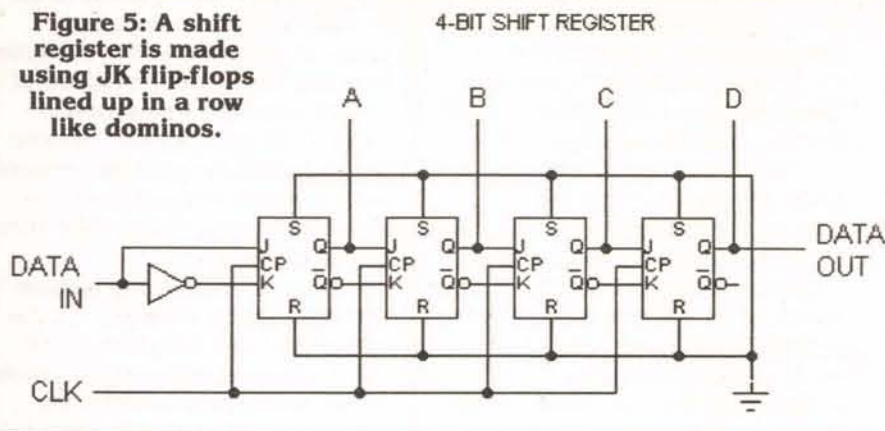 Figure 5: A shift
register is made
using JK flip-flops
lined up in a row
like dominos.
4-BIT SHIFT REGISTER
A B C D
S S S S
J Q J Q J Q J Q
DATA IN
CP CP CP CP
DATA OUT
K Q̅ K Q̅ K Q̅ K Q̅
R R R R
CLK